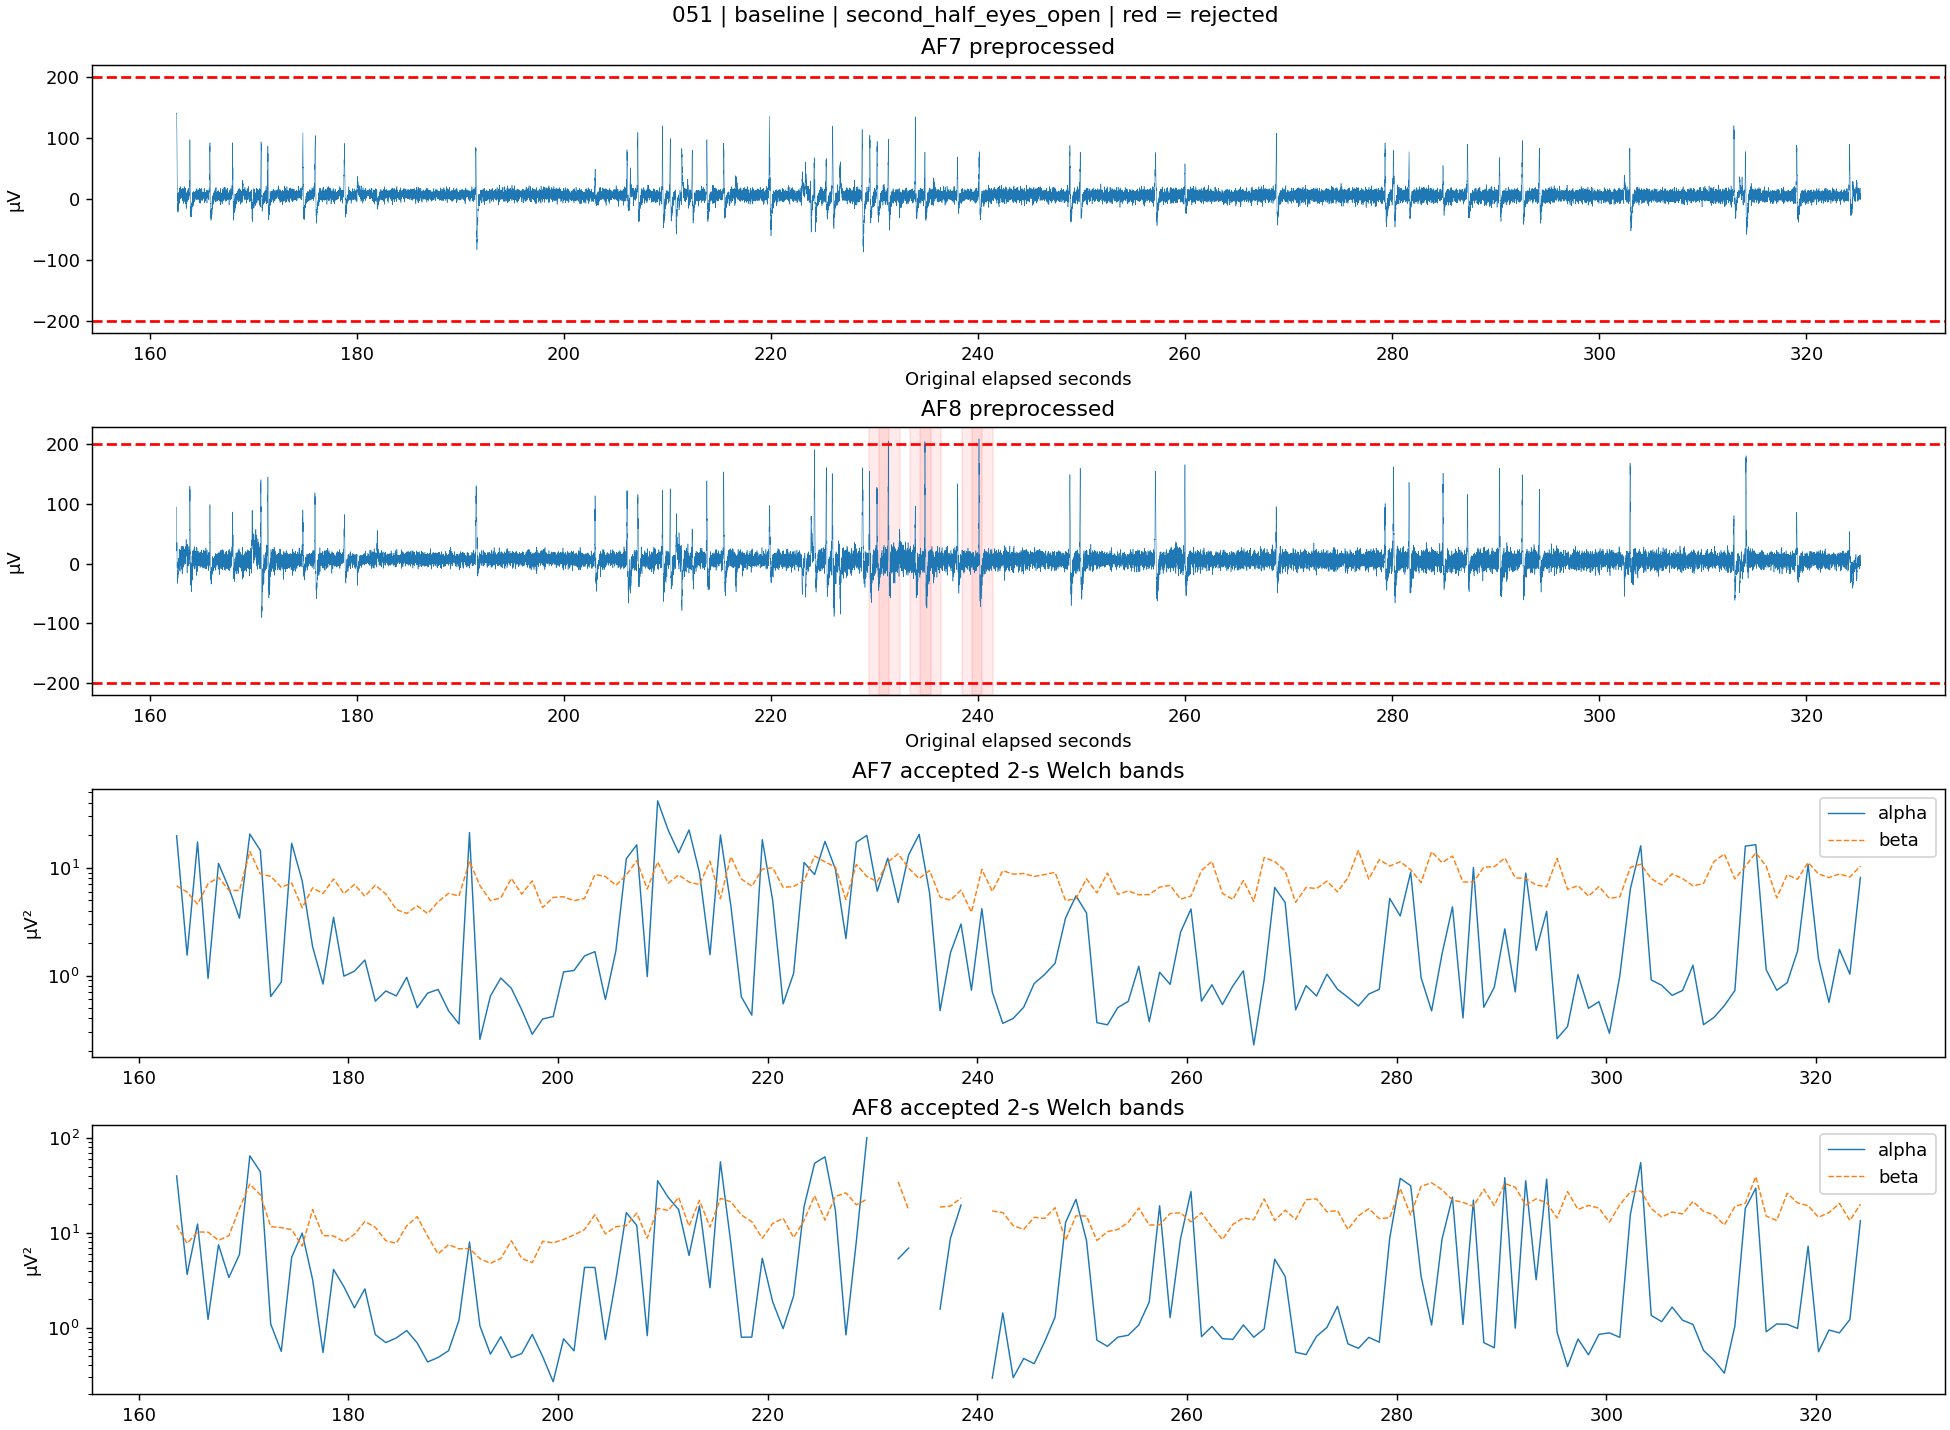 051 | baseline | second_half_eyes_open | red = rejected
AF7 preprocessed
200
100
0
−100
−200
µV
160 180 200 220 240 260 280 300 320
Original elapsed seconds
AF8 preprocessed
200
100
0
−100
−200
µV
160 180 200 220 240 260 280 300 320
Original elapsed seconds
AF7 accepted 2-s Welch bands
alpha
beta
10¹
10⁰
µV²
160 180 200 220 240 260 280 300 320
AF8 accepted 2-s Welch bands
alpha
beta
10²
10¹
10⁰
µV²
160 180 200 220 240 260 280 300 320